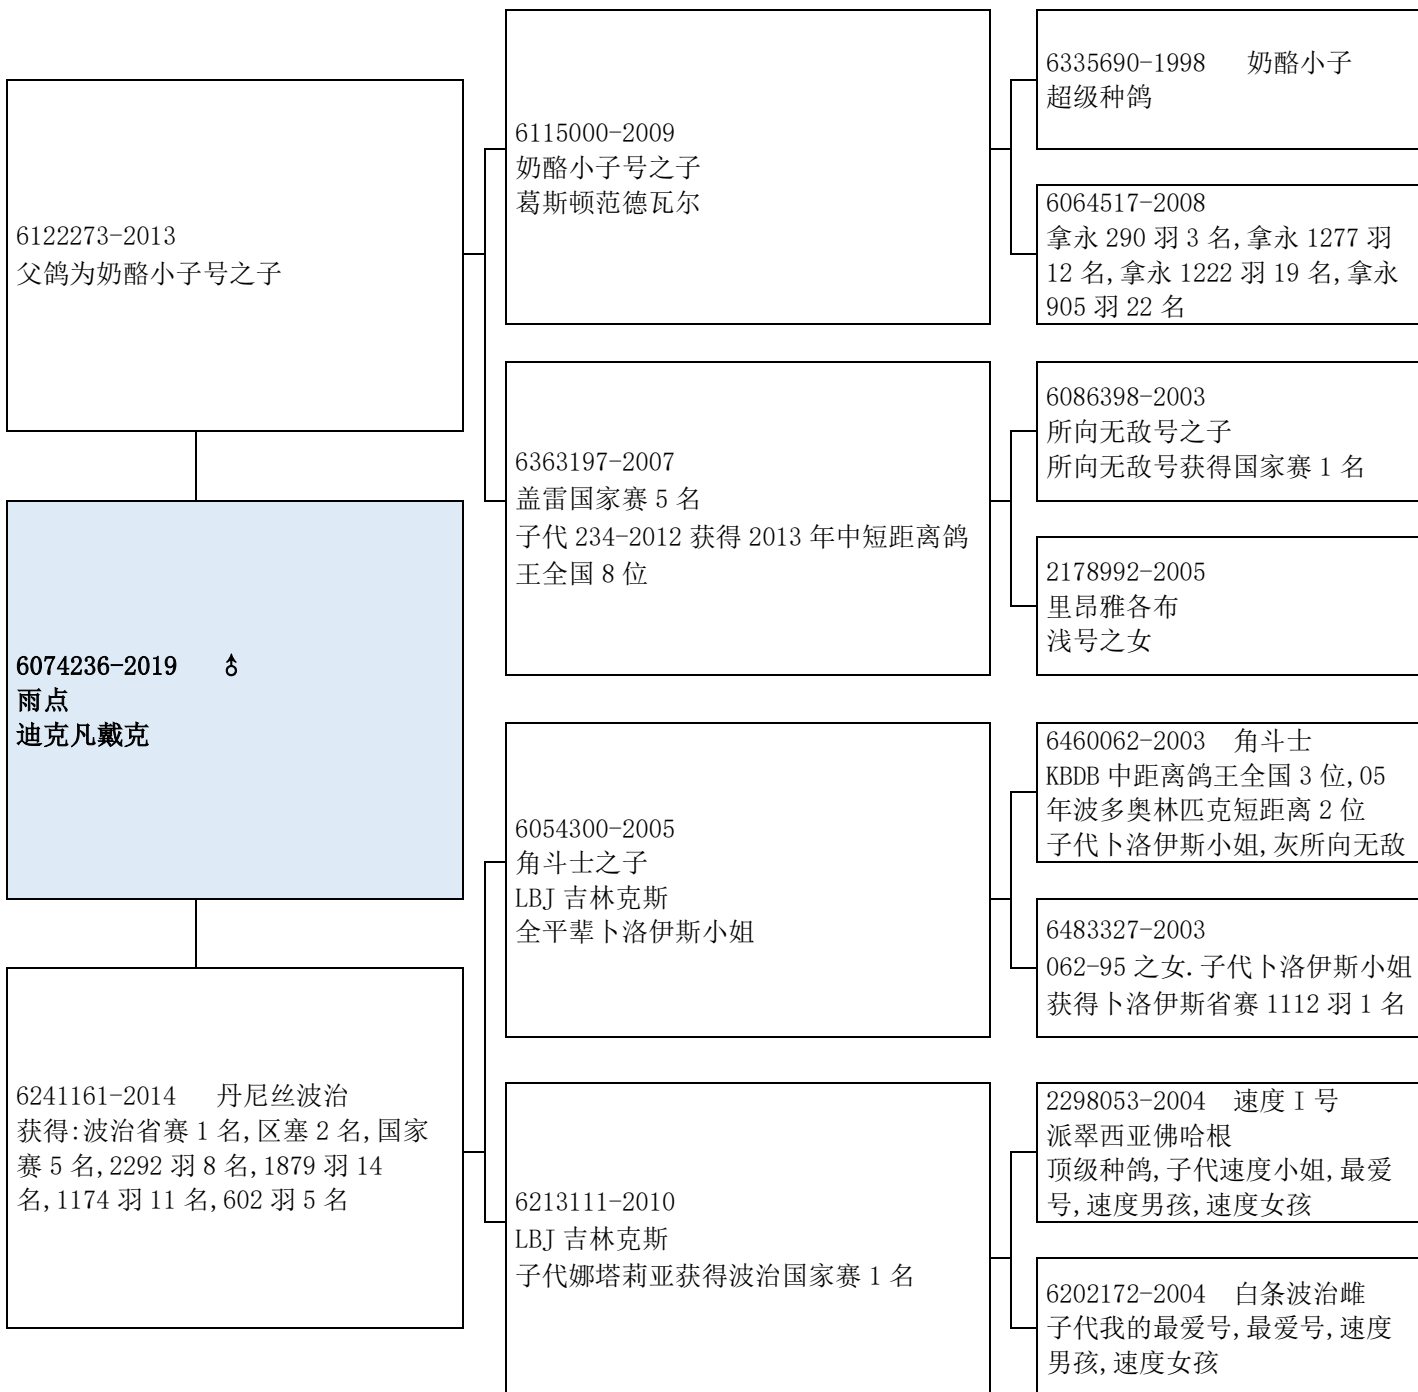 6122273-2013
父鸽为奶酪小子号之子
6074236-2019 ♂
雨点
迪克凡戴克
6241161-2014 丹尼丝波治
获得:波治省赛 1 名,区塞 2 名,国家
赛 5 名,2292 羽 8 名,1879 羽 14
名,1174 羽 11 名,602 羽 5 名
6115000-2009
奶酪小子号之子
葛斯顿范德瓦尔
6363197-2007
盖雷国家赛 5 名
子代 234-2012 获得 2013 年中短距离鸽
王全国 8 位
6054300-2005
角斗士之子
LBJ 吉林克斯
全平辈卜洛伊斯小姐
6213111-2010
LBJ 吉林克斯
子代娜塔莉亚获得波治国家赛 1 名
6335690-1998 奶酪小子
超级种鸽
6064517-2008
拿永 290 羽 3 名,拿永 1277 羽
12 名,拿永 1222 羽 19 名,拿永
905 羽 22 名
6086398-2003
所向无敌号之子
所向无敌号获得国家赛 1 名
2178992-2005
里昂雅各布
浅号之女
6460062-2003 角斗士
KBDB 中距离鸽王全国 3 位,05
年波多奥林匹克短距离 2 位
子代卜洛伊斯小姐,灰所向无敌
6483327-2003
062-95 之女.子代卜洛伊斯小姐
获得卜洛伊斯省赛 1112 羽 1 名
2298053-2004 速度 I 号
派翠西亚佛哈根
顶级种鸽,子代速度小姐,最爱
号,速度男孩,速度女孩
6202172-2004 白条波治雌
子代我的最爱号,最爱号,速度
男孩,速度女孩